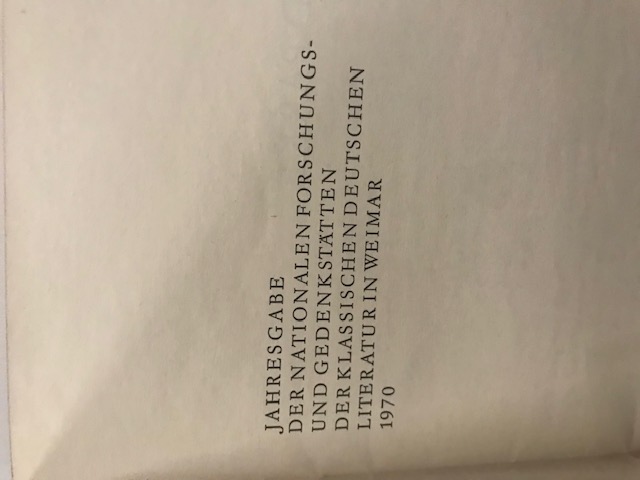 JAHRESGABE
DER NATIONALEN FORSCHUNGS-
UND GEDENKSTÄTTEN
DER KLASSISCHEN DEUTSCHEN
LITERATUR IN WEIMAR
1970